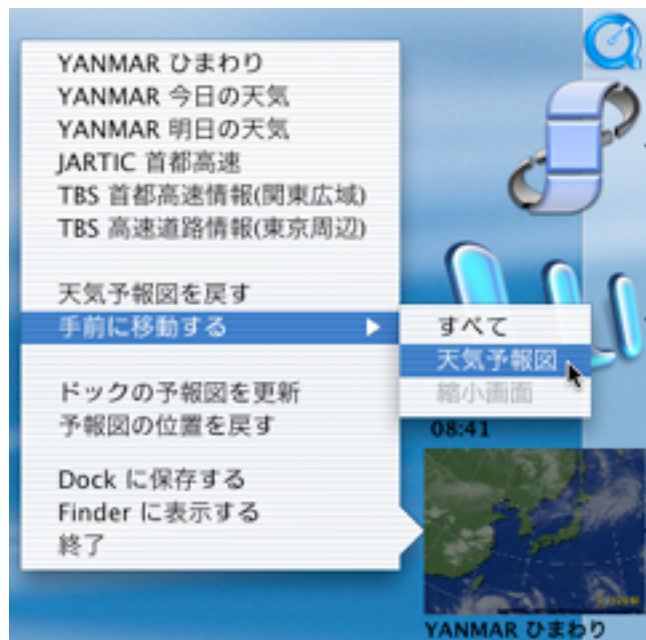 YANMAR ひまわり
YANMAR 今日の天気
YANMAR 明日の天気
JARTIC 首都高速
TBS 首都高速情報(関東広域)
TBS 高速道路情報(東京周辺)
天気予報図を戻す
手前に移動する
すべて
天気予報図
縮小画面
ドックの予報図を更新
予報図の位置を戻す
Dock に保存する
Finder に表示する
終了
08:41
YANMAR ひまわり